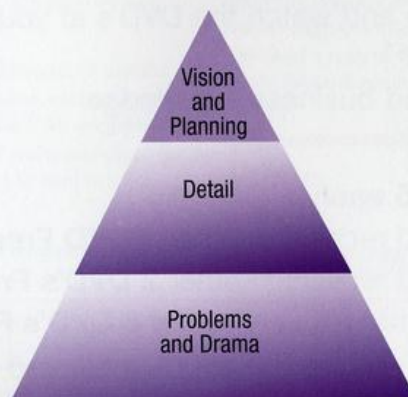 Vision
and
Planning
Detail
Problems
and Drama